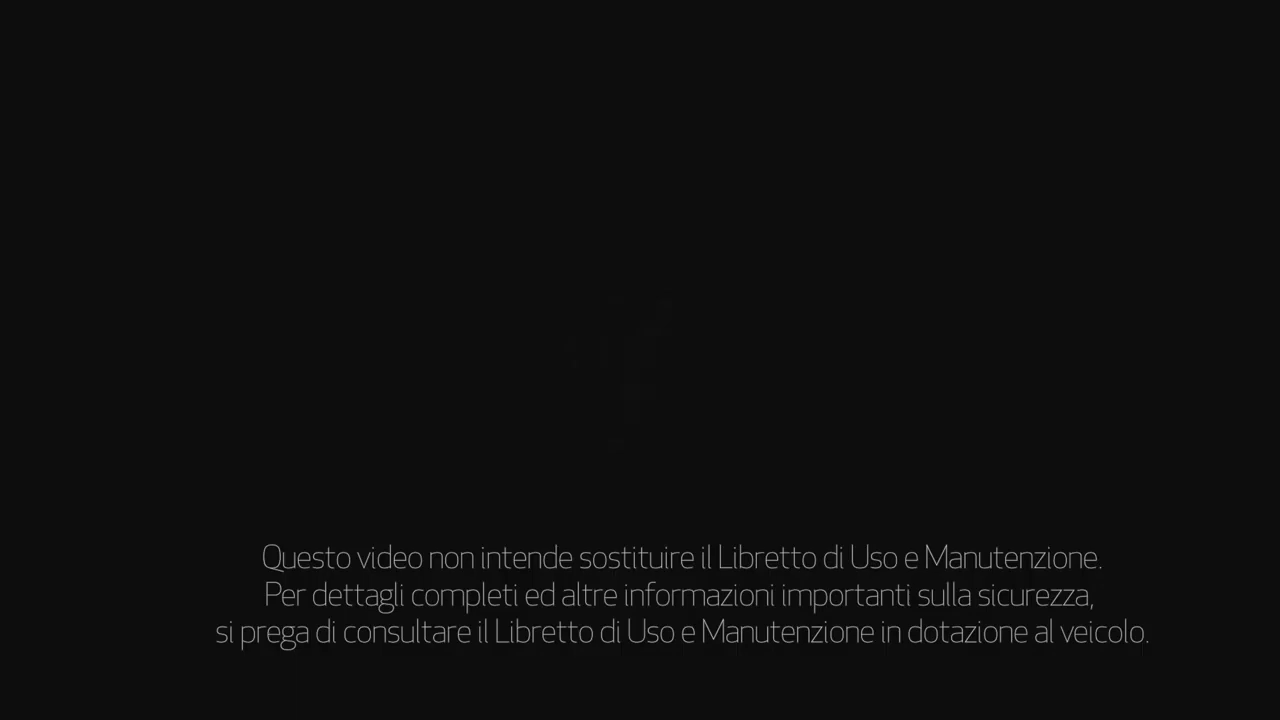 Questo video non intende sostituire il Libretto di Uso e Manutenzione.
Per dettagli completi ed altre informazioni importanti sulla sicurezza,
si prega di consultare il Libretto di Uso e Manutenzione in dotazione al veicolo.